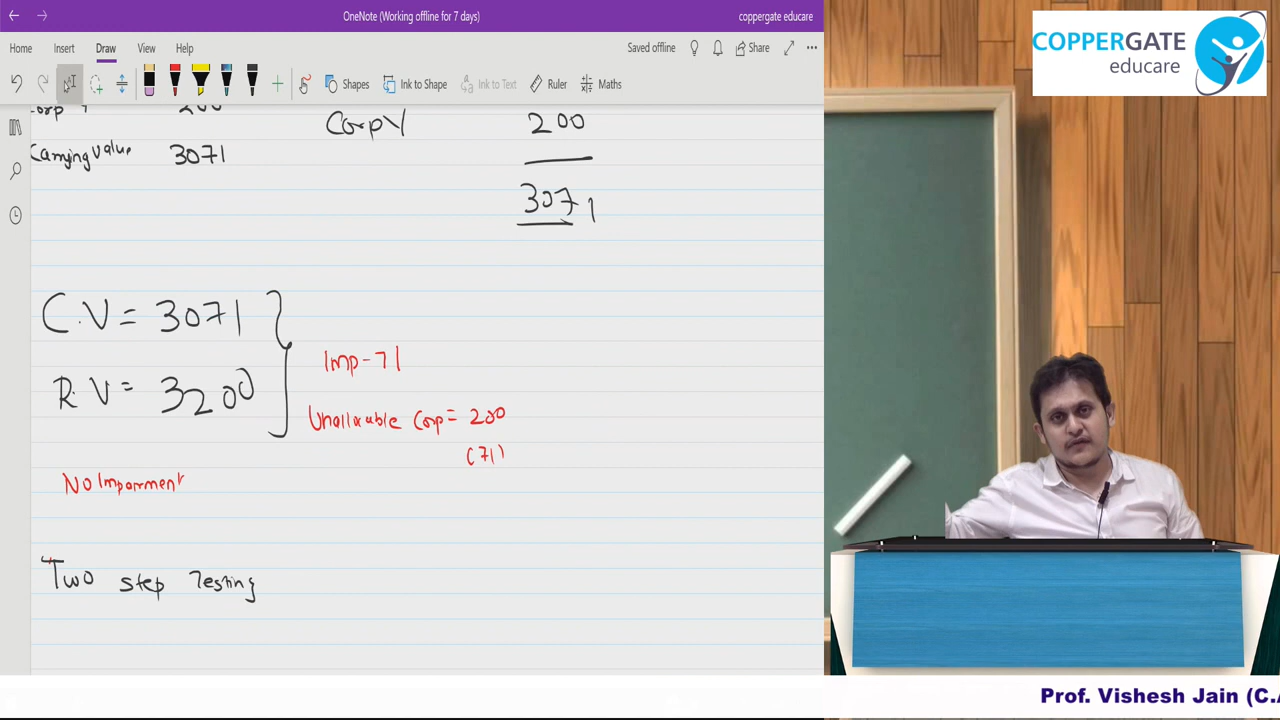 OneNote (Working offline for 7 days)
coppergate educare
Home Insert Draw View Help
Saved offline Share
Shapes Ink to Shape Ink to Text Ruler Maths
200 Corp 200
Carrying value 3071
3071
C.V = 3071
R.V = 3200
Imp - 71
Unallocable Corp = 200
(71)
No Imparment
Two step Testing
COPPERGATE
educare
Prof. Vishesh Jain (C.A